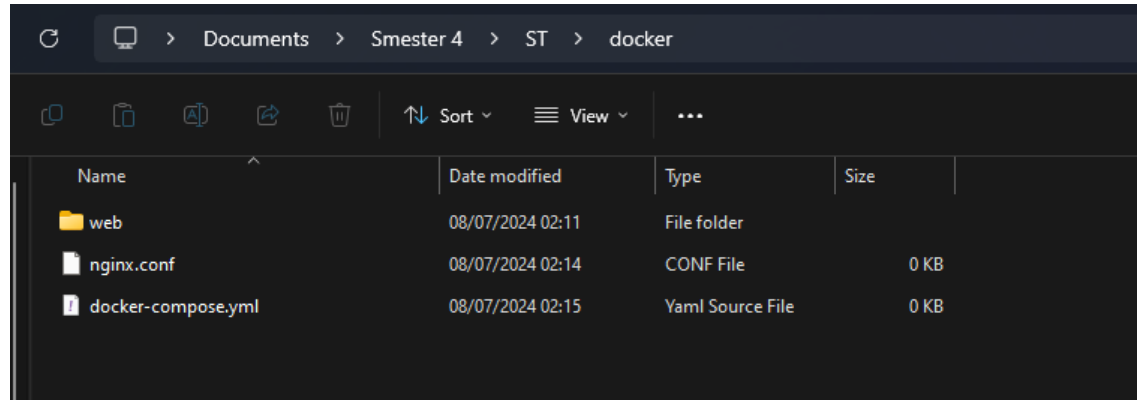 > Documents > Smester 4 > ST > docker
Sort View ...
Name Date modified Type Size
web 08/07/2024 02:11 File folder
nginx.conf 08/07/2024 02:14 CONF File 0 KB
docker-compose.yml 08/07/2024 02:15 Yaml Source File 0 KB